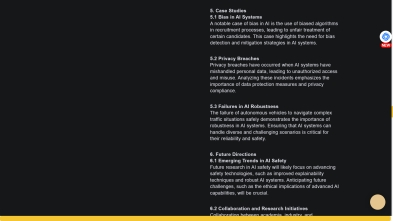 5. Case Studies
5.1 Bias in AI Systems
A notable case of bias in AI is the use of biased algorithms
in recruitment processes, leading to unfair treatment of
certain candidates. This case highlights the need for bias
detection and mitigation strategies in AI systems.
5.2 Privacy Breaches
Privacy breaches have occurred when AI systems have
mishandled personal data, leading to unauthorized access
and misuse. Analyzing these incidents emphasizes the
importance of data protection measures and privacy
compliance.
5.3 Failures in AI Robustness
The failure of autonomous vehicles to navigate complex
traffic situations safely demonstrates the importance of
robustness in AI systems. Ensuring that AI systems can
handle diverse and challenging scenarios is critical for
their reliability and safety.
6. Future Directions
6.1 Emerging Trends in AI Safety
Future research in AI safety will likely focus on advancing
safety technologies, such as improved explainability
techniques and robust AI systems. Anticipating future
challenges, such as the ethical implications of advanced AI
capabilities, will be crucial.
6.2 Collaboration and Research Initiatives
Collaboration between academia, industry, and
NEW